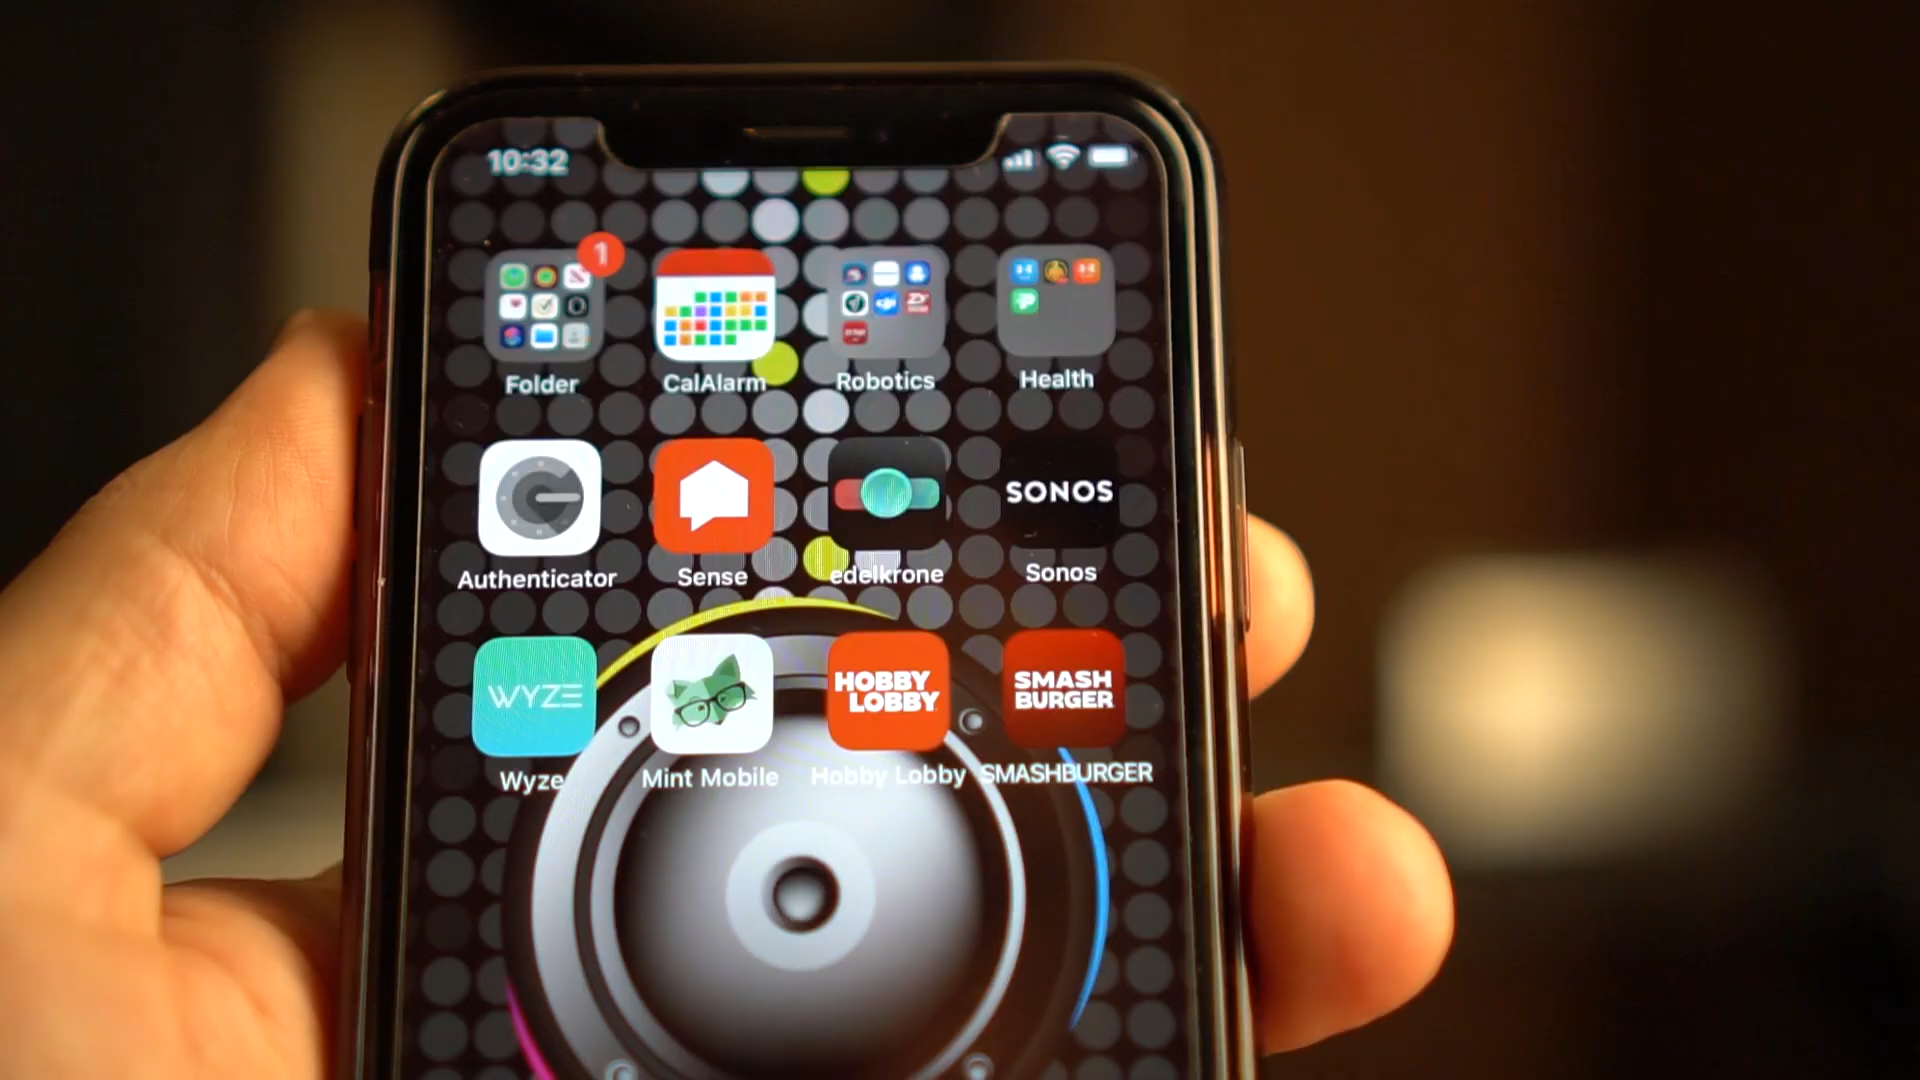 10:32
1
Folder
CalAlarm
Robotics
Health
SONOS
Authenticator
Sense
edelkrone
Sonos
WYZE
HOBBY
LOBBY
SMASH
BURGER
Wyze
Mint Mobile
Hobby Lobby
SMASHBURGER